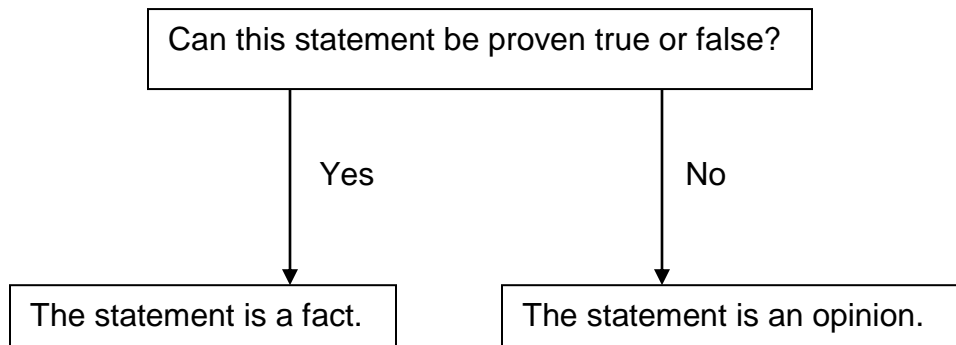 Can this statement be proven true or false?
Yes
No
The statement is a fact.
The statement is an opinion.